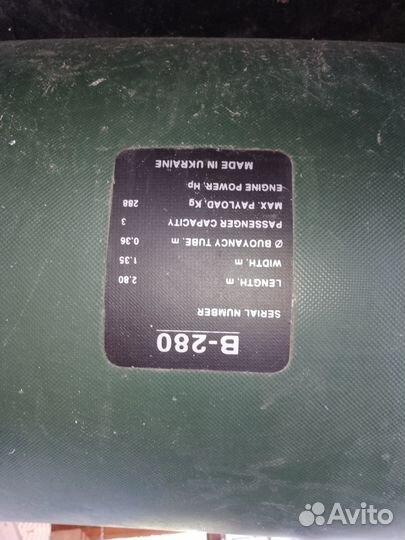 B-280
SERIAL NUMBER
LENGTH, m 2,80
WIDTH, m 1,35
Ø BUOYANCY TUBE, m 0,36
PASSENGER CAPACITY 3
MAX. PAYLOAD, Kg 288
ENGINE POWER, Hp
MADE IN UKRAINE
Avito